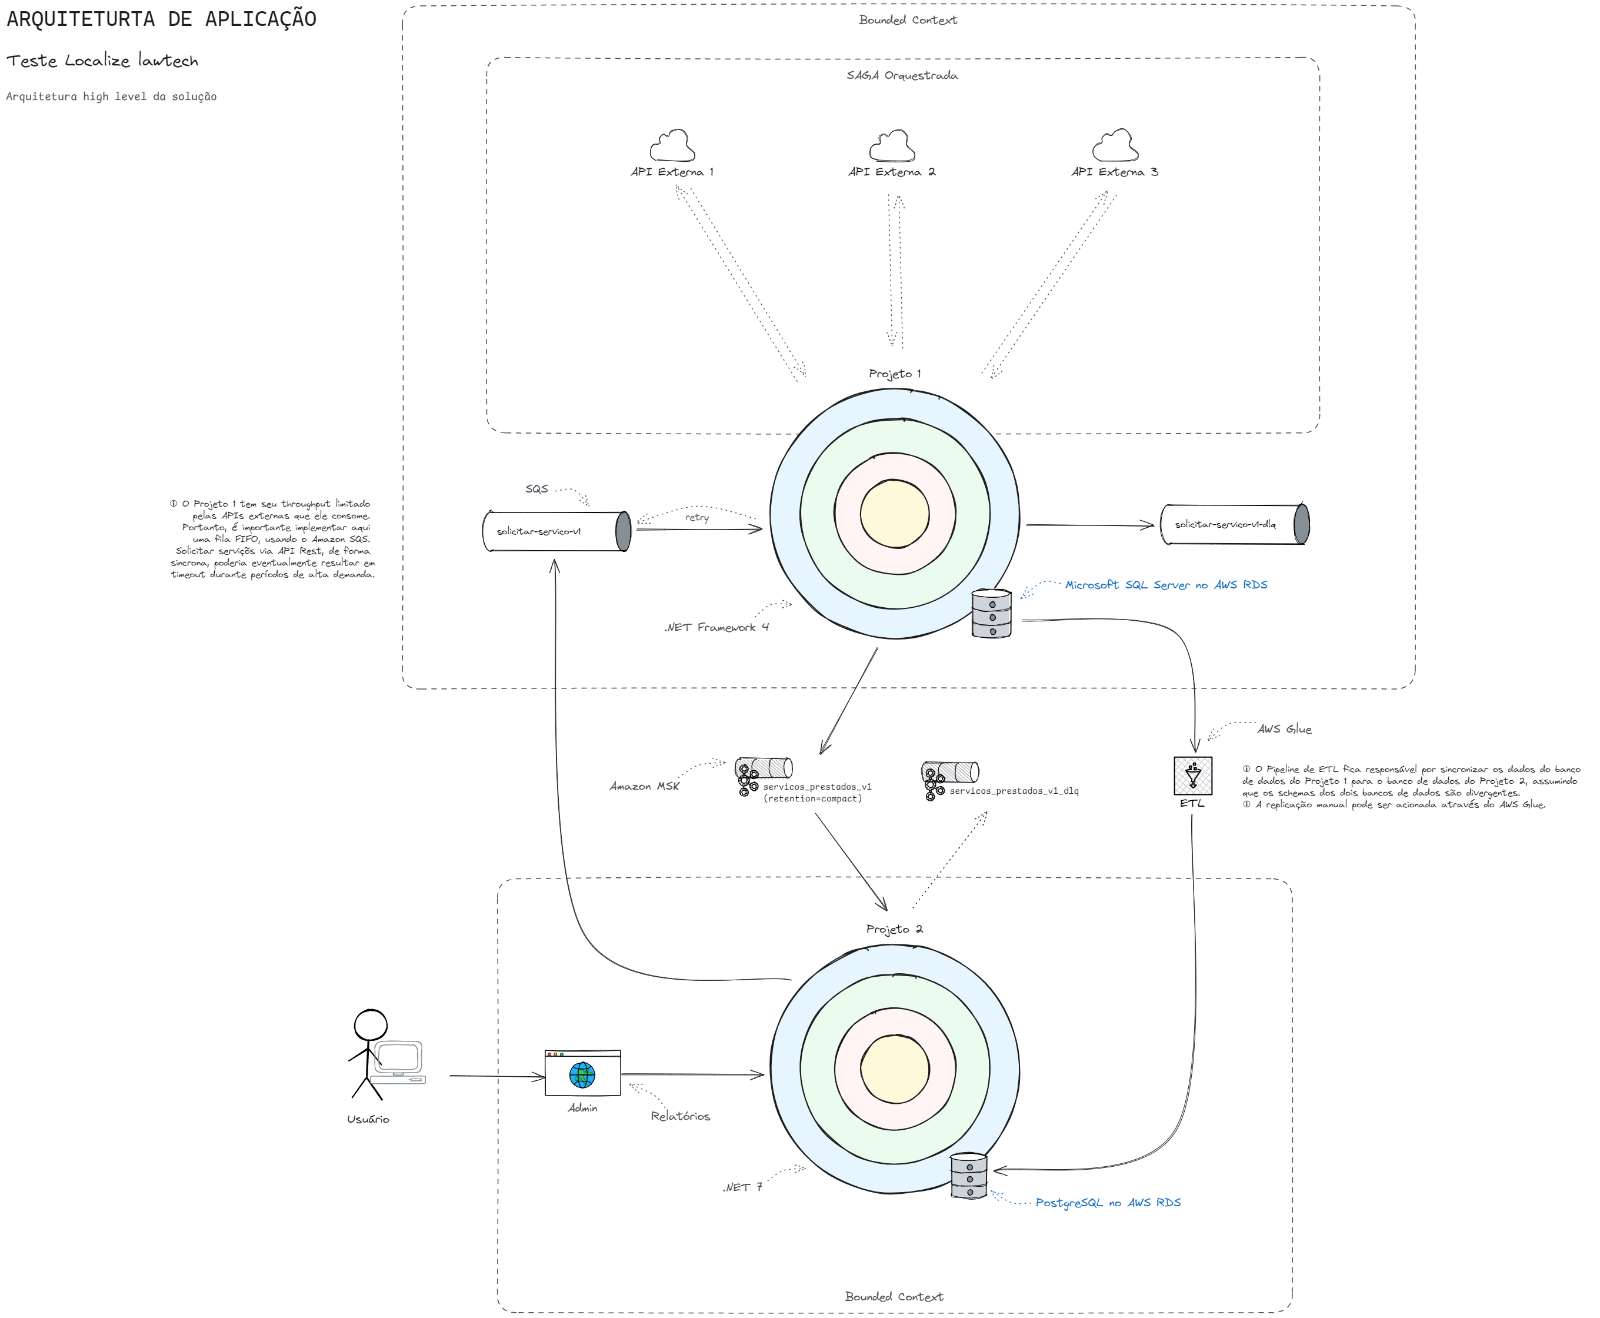 ARQUITETURTA DE APLICAÇÃO
Teste Localize lawtech
Arquitetura high level da solução
Bounded Context
SAGA Orquestrada
API Externa 1
API Externa 2
API Externa 3
Projeto 1
SQS
retry
solicitar-servico-v1
solicitar-servico-v1-dlq
① O Projeto 1 tem seu throughput limitado
pelas APIs externas que ele consome.
Portanto, é importante implementar aqui
uma fila FIFO, usando o Amazon SQS.
Solicitar serviçõs via API Rest, de forma
síncrona, poderia eventualmente resultar em
timeout durante períodos de alta demanda.
Microsoft SQL Server no AWS RDS
.NET Framework 4
AWS Glue
Amazon MSK
servicos_prestados_v1
(retention=compact)
servicos_prestados_v1_dlq
ETL
① O Pipeline de ETL fica responsável por sincronizar os dados do banco
de dados do Projeto 1 para o banco de dados do Projeto 2, assumindo
que os schemas dos dois bancos de dados são divergentes.
① A replicação manual pode ser acionada através do AWS Glue.
Projeto 2
Usuário
Admin
Relatórios
.NET 7
PostgreSQL no AWS RDS
Bounded Context